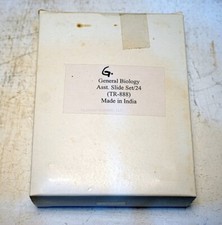 G.
General Biology
Asst. Slide Set/24
(TR-888)
Made in India